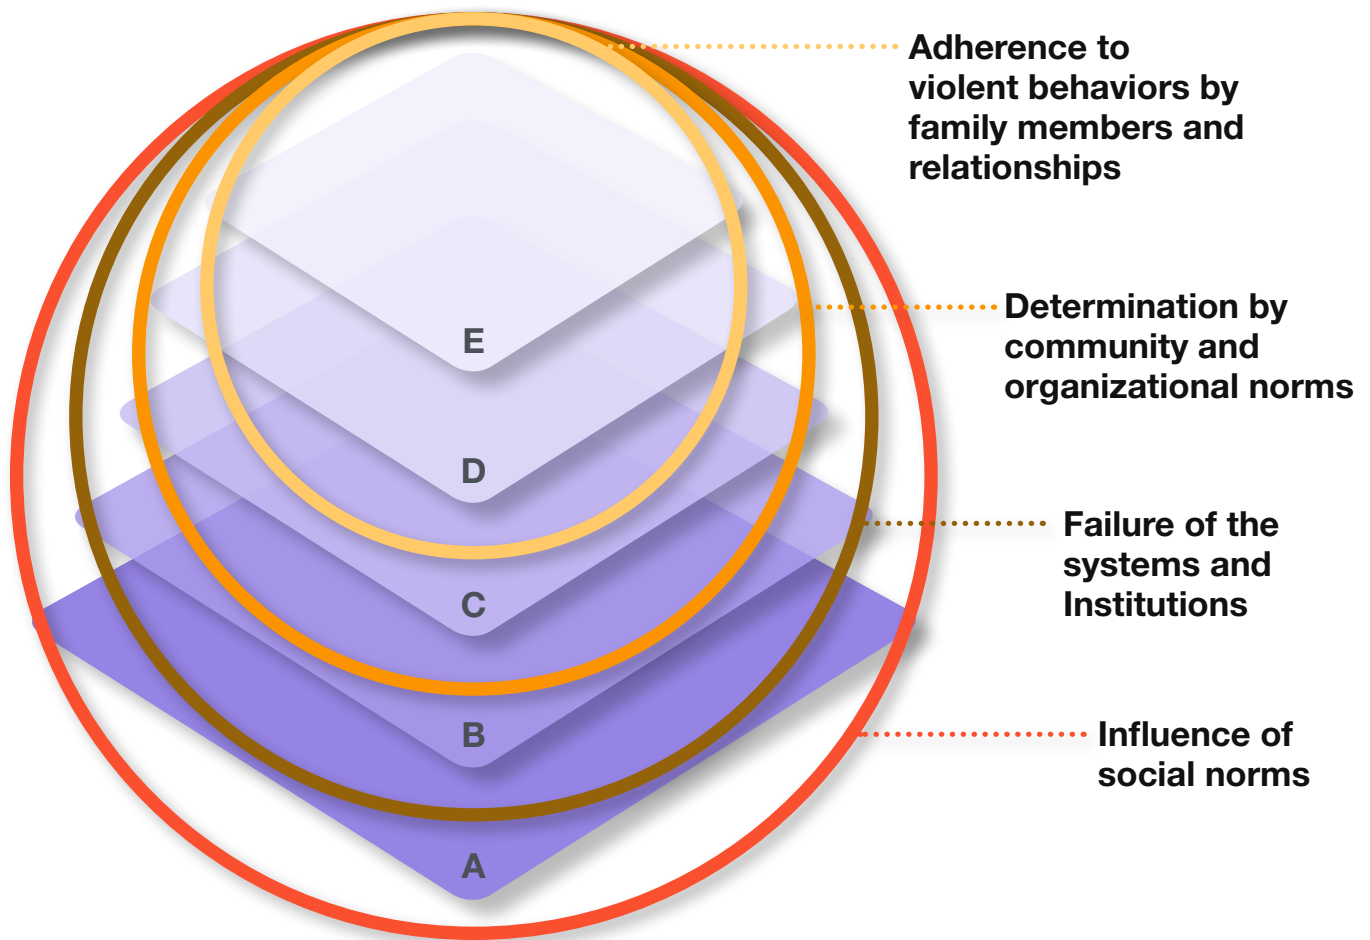 Adherence to
violent behaviors by
family members and
relationships
E
Determination by
community and
organizational norms
D
Failure of the
systems and
Institutions
C
B
Influence of
social norms
A